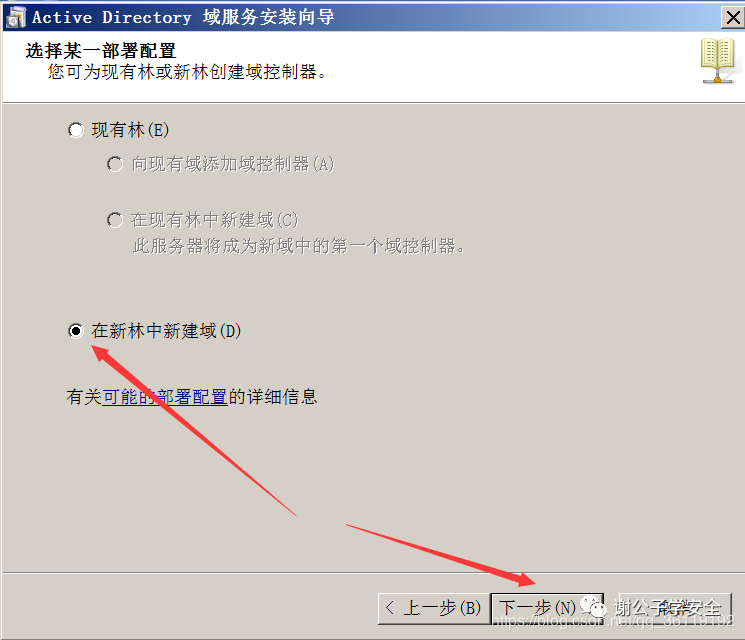 Active Directory 域服务安装向导
选择某一部署配置
您可为现有林或新林创建域控制器。
现有林(E)
向现有域添加域控制器(A)
在现有林中新建域(C)
此服务器将成为新域中的第一个域控制器。
在新林中新建域(D)
有关可能的部署配置的详细信息
< 上一步(B)
下一步(N) >
谢公子学安全
https://blog.csdn.net/qq_36119192